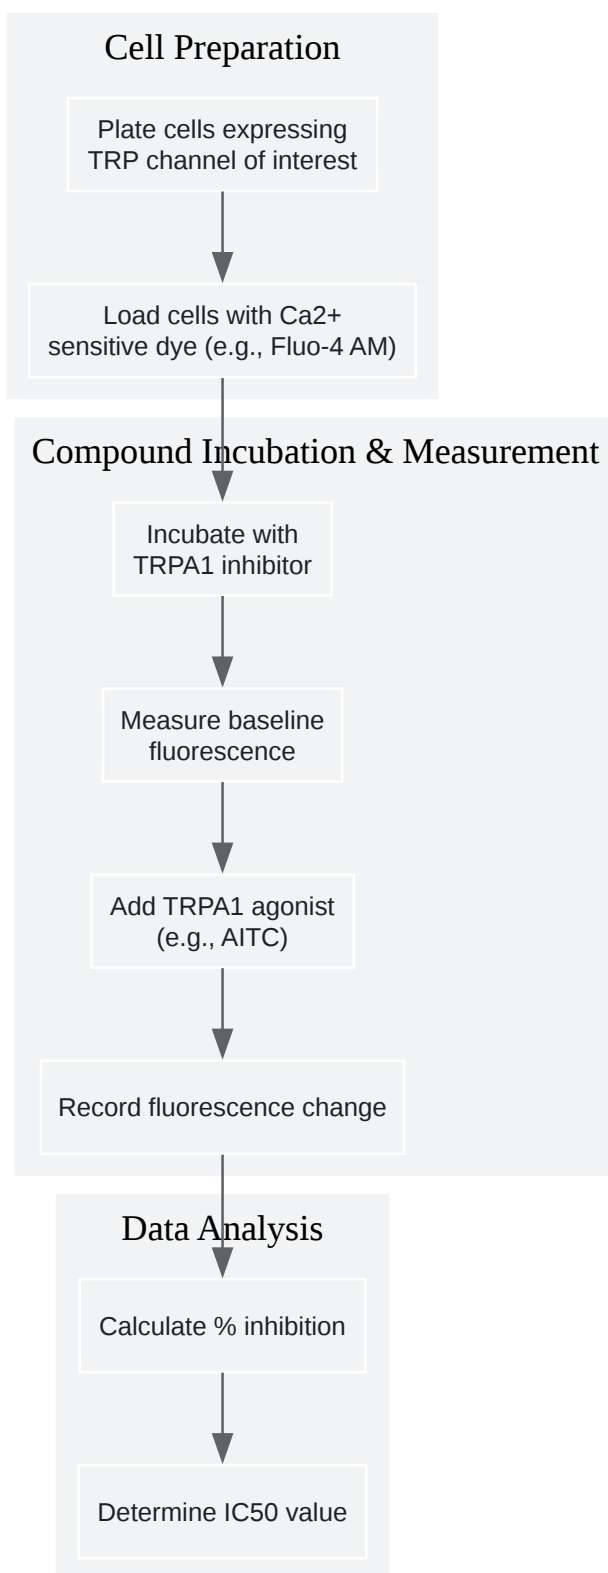 Cell Preparation
Plate cells expressing
TRP channel of interest
Load cells with Ca2+
sensitive dye (e.g., Fluo-4 AM)
Compound Incubation & Measurement
Incubate with
TRPA1 inhibitor
Measure baseline
fluorescence
Add TRPA1 agonist
(e.g., AITC)
Record fluorescence change
Data Analysis
Calculate % inhibition
Determine IC50 value